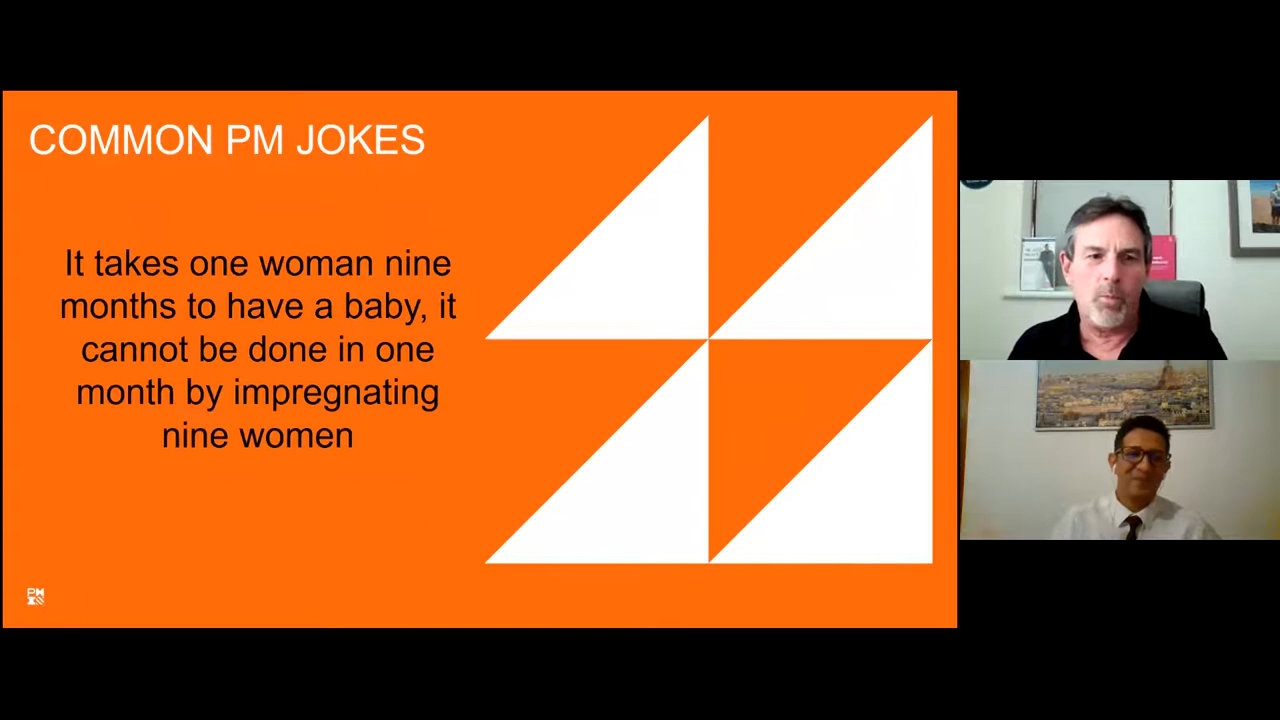 COMMON PM JOKES
It takes one woman nine
months to have a baby, it
cannot be done in one
month by impregnating
nine women